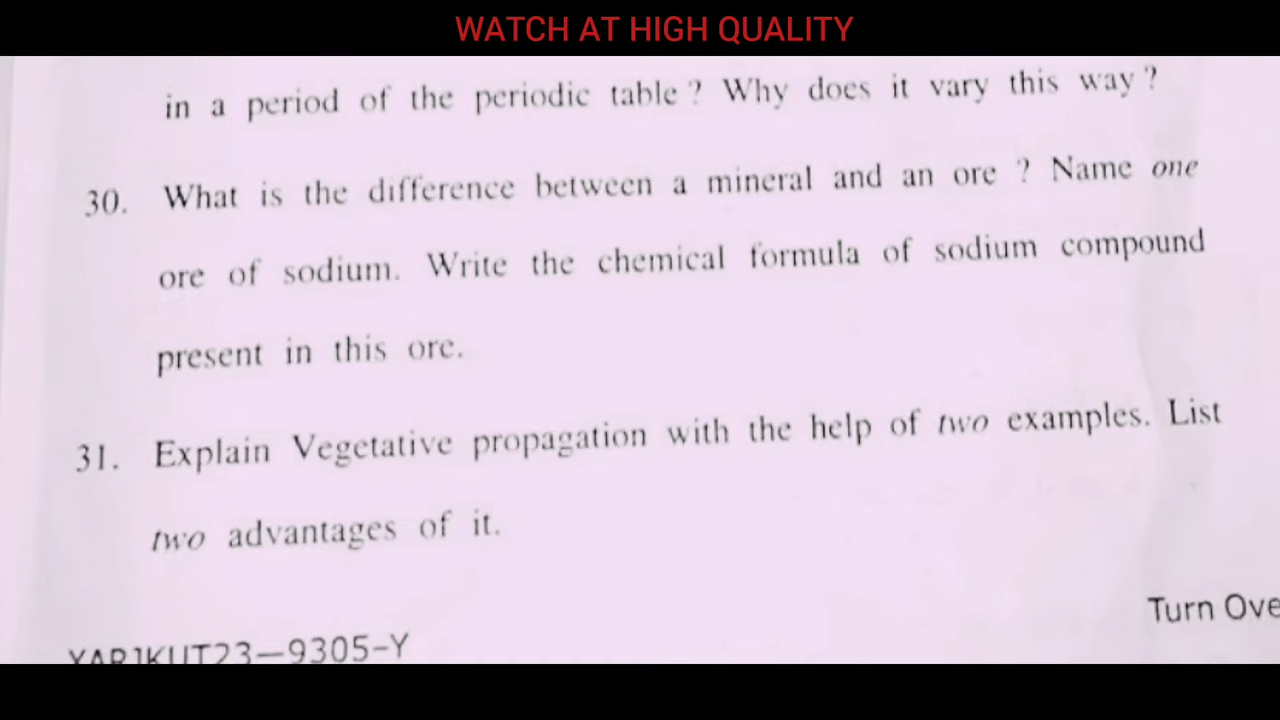 WATCH AT HIGH QUALITY
in a period of the periodic table ? Why does it vary this way ?
30. What is the difference between a mineral and an ore ? Name one
ore of sodium. Write the chemical formula of sodium compound
present in this ore.
31. Explain Vegetative propagation with the help of two examples. List
two advantages of it.
Turn Ove
YAR1KUT23—9305–Y